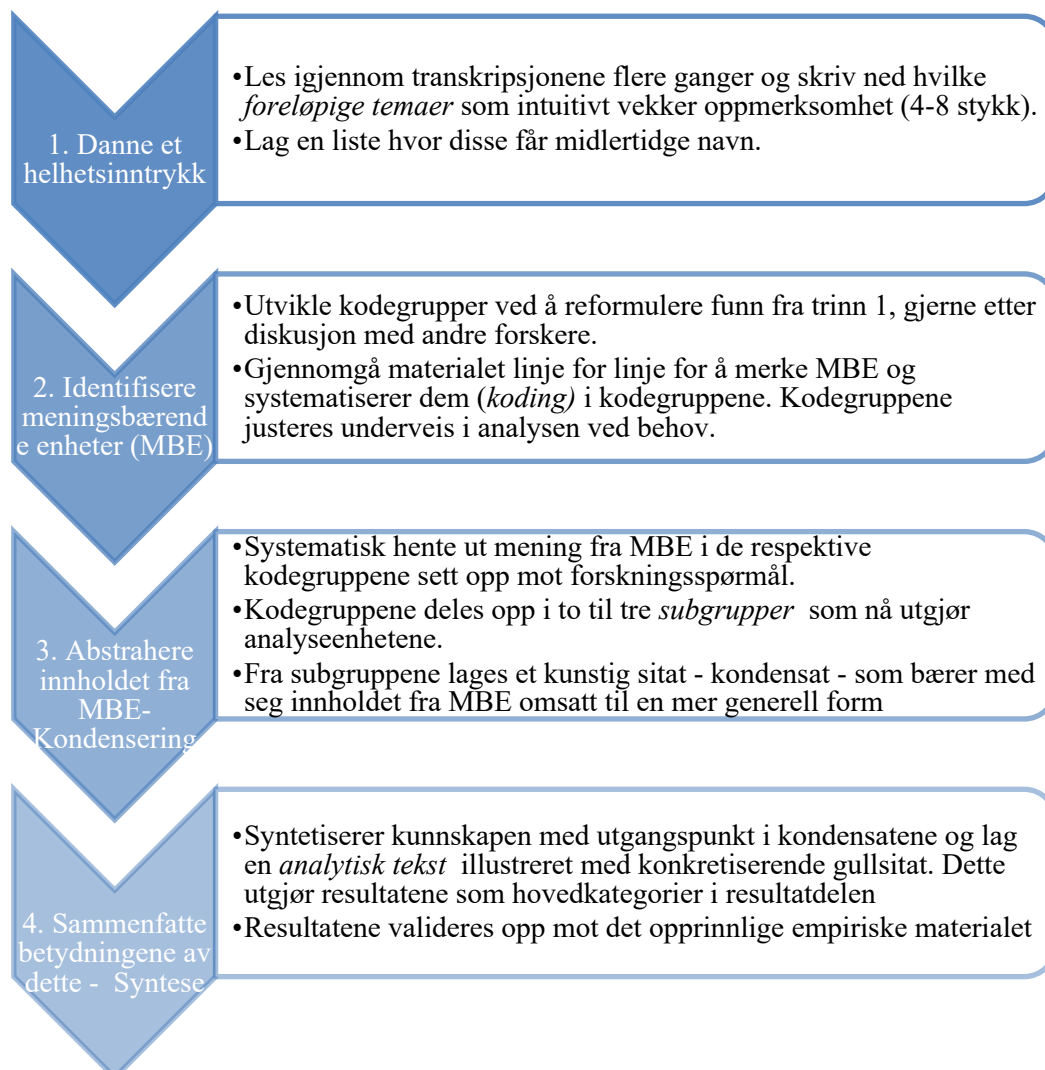 1. Danne et
helhetsinntrykk
•Les igjennom transkripsjonene flere ganger og skriv ned hvilke
foreløpige temaer som intuitivt vekker oppmerksomhet (4-8 stykk).
•Lag en liste hvor disse får midlertidge navn.
2. Identifisere
meningsbærend
e enheter (MBE)
•Utvikle kodegrupper ved å reformulere funn fra trinn 1, gjerne etter
diskusjon med andre forskere.
•Gjennomgå materialet linje for linje for å merke MBE og
systematiserer dem (koding) i kodegruppene. Kodegruppene
justeres underveis i analysen ved behov.
3. Abstrahere
innholdet fra
MBE-
Kondensering
•Systematisk hente ut mening fra MBE i de respektive
kodegruppene sett opp mot forskningsspørmål.
•Kodegruppene deles opp i to til tre subgrupper som nå utgjør
analyseenhetene.
•Fra subgruppene lages et kunstig sitat - kondensat - som bærer med
seg innholdet fra MBE omsatt til en mer generell form
4. Sammenfatte
betydningene av
dette - Syntese
•Syntetiserer kunnskapen med utgangspunkt i kondensatene og lag
en analytisk tekst illustreret med konkretiserende gullsitat. Dette
utgjør resultatene som hovedkategorier i resultatdelen
•Resultatene valideres opp mot det opprinnlige empiriske materialet